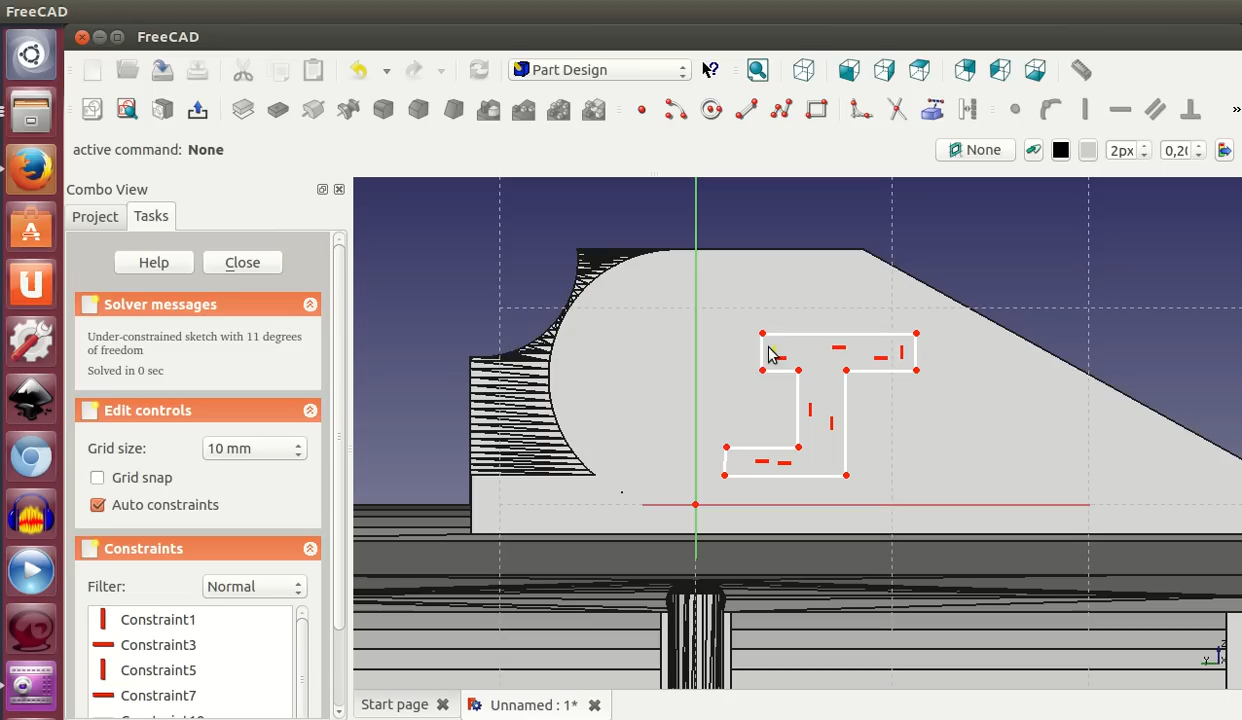 FreeCAD
FreeCAD
Part Design
active command: None
None
2px
0,20
Combo View
Project
Tasks
Help
Close
Solver messages
Under-constrained sketch with 11 degrees
of freedom
Solved in 0 sec
Edit controls
Grid size:
10 mm
Grid snap
Auto constraints
Constraints
Filter:
Normal
Constraint1
Constraint3
Constraint5
Constraint7
Start page
Unnamed : 1*
z
y
x